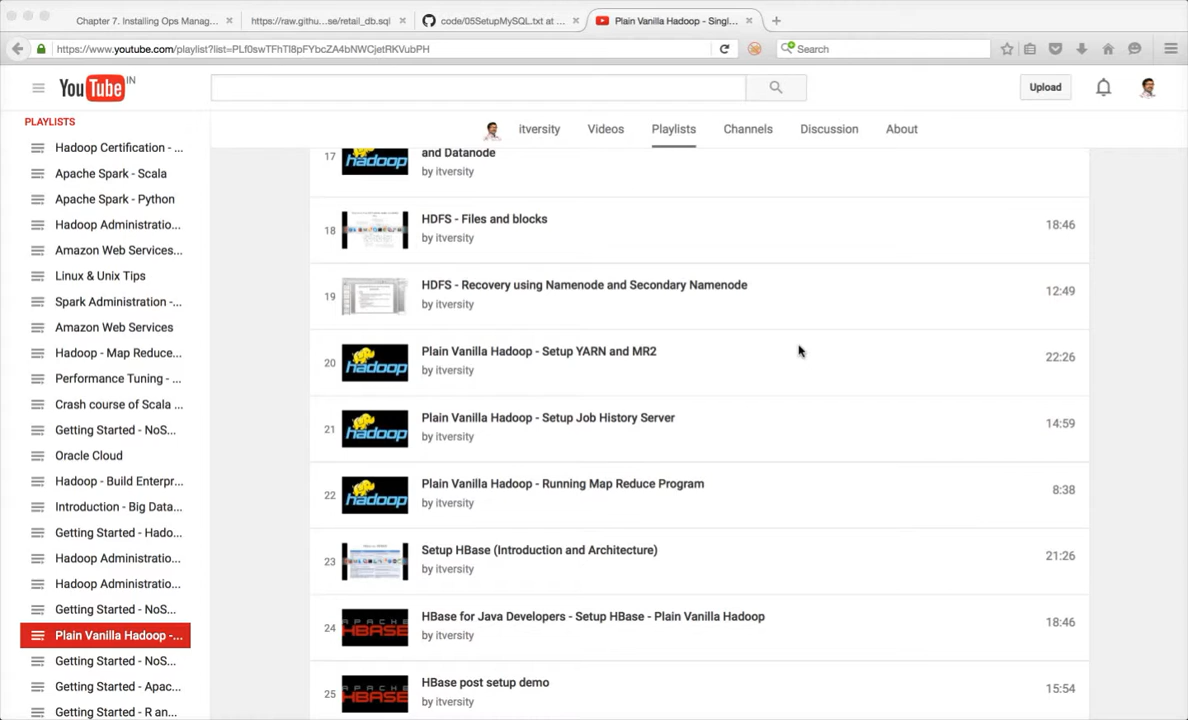 Chapter 7. Installing Ops Manag...
https://raw.githu...se/retail_db.sql
code/05SetupMySQL.txt at ...
Plain Vanilla Hadoop - Singl...
https://www.youtube.com/playlist?list=PLf0swTFhTI8pFYbcZA4bNWCjetRKVubPH
Search
YouTube IN
Upload
PLAYLISTS
itversity
Videos
Playlists
Channels
Discussion
About
Hadoop Certification - ...
Apache Spark - Scala
Apache Spark - Python
Hadoop Administratio...
Amazon Web Services...
Linux & Unix Tips
Spark Administration -...
Amazon Web Services
Hadoop - Map Reduce...
Performance Tuning - ...
Crash course of Scala ...
Getting Started - NoS...
Oracle Cloud
Hadoop - Build Enterpr...
Introduction - Big Data...
Getting Started - Hado...
Hadoop Administratio...
Hadoop Administratio...
Getting Started - NoS...
Plain Vanilla Hadoop -...
Getting Started - NoS...
Getting Started - Apac...
Getting Started - R an...
17
hadoop
and Datanode
by itversity
18
HDFS - Files and blocks
by itversity
18:46
19
HDFS - Recovery using Namenode and Secondary Namenode
by itversity
12:49
20
hadoop
Plain Vanilla Hadoop - Setup YARN and MR2
by itversity
22:26
21
hadoop
Plain Vanilla Hadoop - Setup Job History Server
by itversity
14:59
22
hadoop
Plain Vanilla Hadoop - Running Map Reduce Program
by itversity
8:38
23
Setup HBase (Introduction and Architecture)
by itversity
21:26
24
APACHE
HBASE
HBase for Java Developers - Setup HBase - Plain Vanilla Hadoop
by itversity
18:46
25
APACHE
HBASE
HBase post setup demo
by itversity
15:54